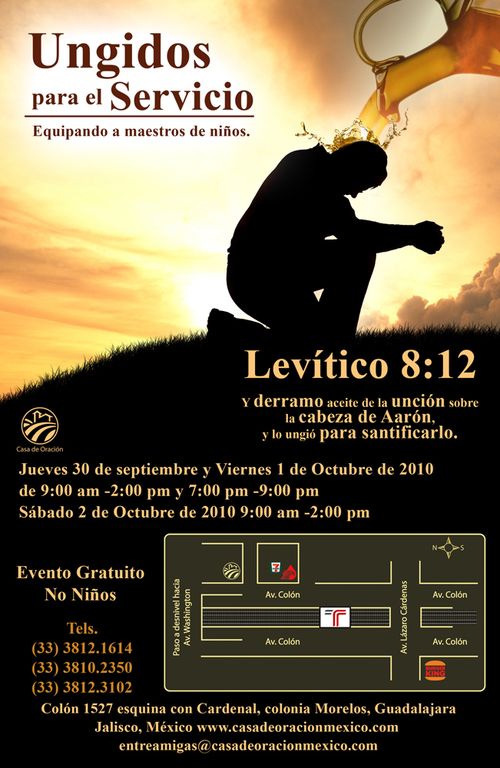 Ungidos
para el Servicio
Equipando a maestros de niños.
Levítico 8:12
Y derramo aceite de la unción sobre
la cabeza de Aarón,
y lo ungió para santificarlo.
Casa de Oración
Jueves 30 de septiembre y Viernes 1 de Octubre de 2010
de 9:00 am -2:00 pm y 7:00 pm -9:00 pm
Sábado 2 de Octubre de 2010 9:00 am -2:00 pm
Evento Gratuito
No Niños
Tels.
(33) 3812.1614
(33) 3810.2350
(33) 3812.3102
N S
7
Av. Colón
Av. Colón
Paso a desnivel hacia
Av. Washington
Av. Lázaro Cárdenas
Av. Colón
Av. Colón
BURGER
KING
Colón 1527 esquina con Cardenal, colonia Morelos, Guadalajara
Jalisco, México www.casadeoracionmexico.com
entreamigas@casadeoracionmexico.com